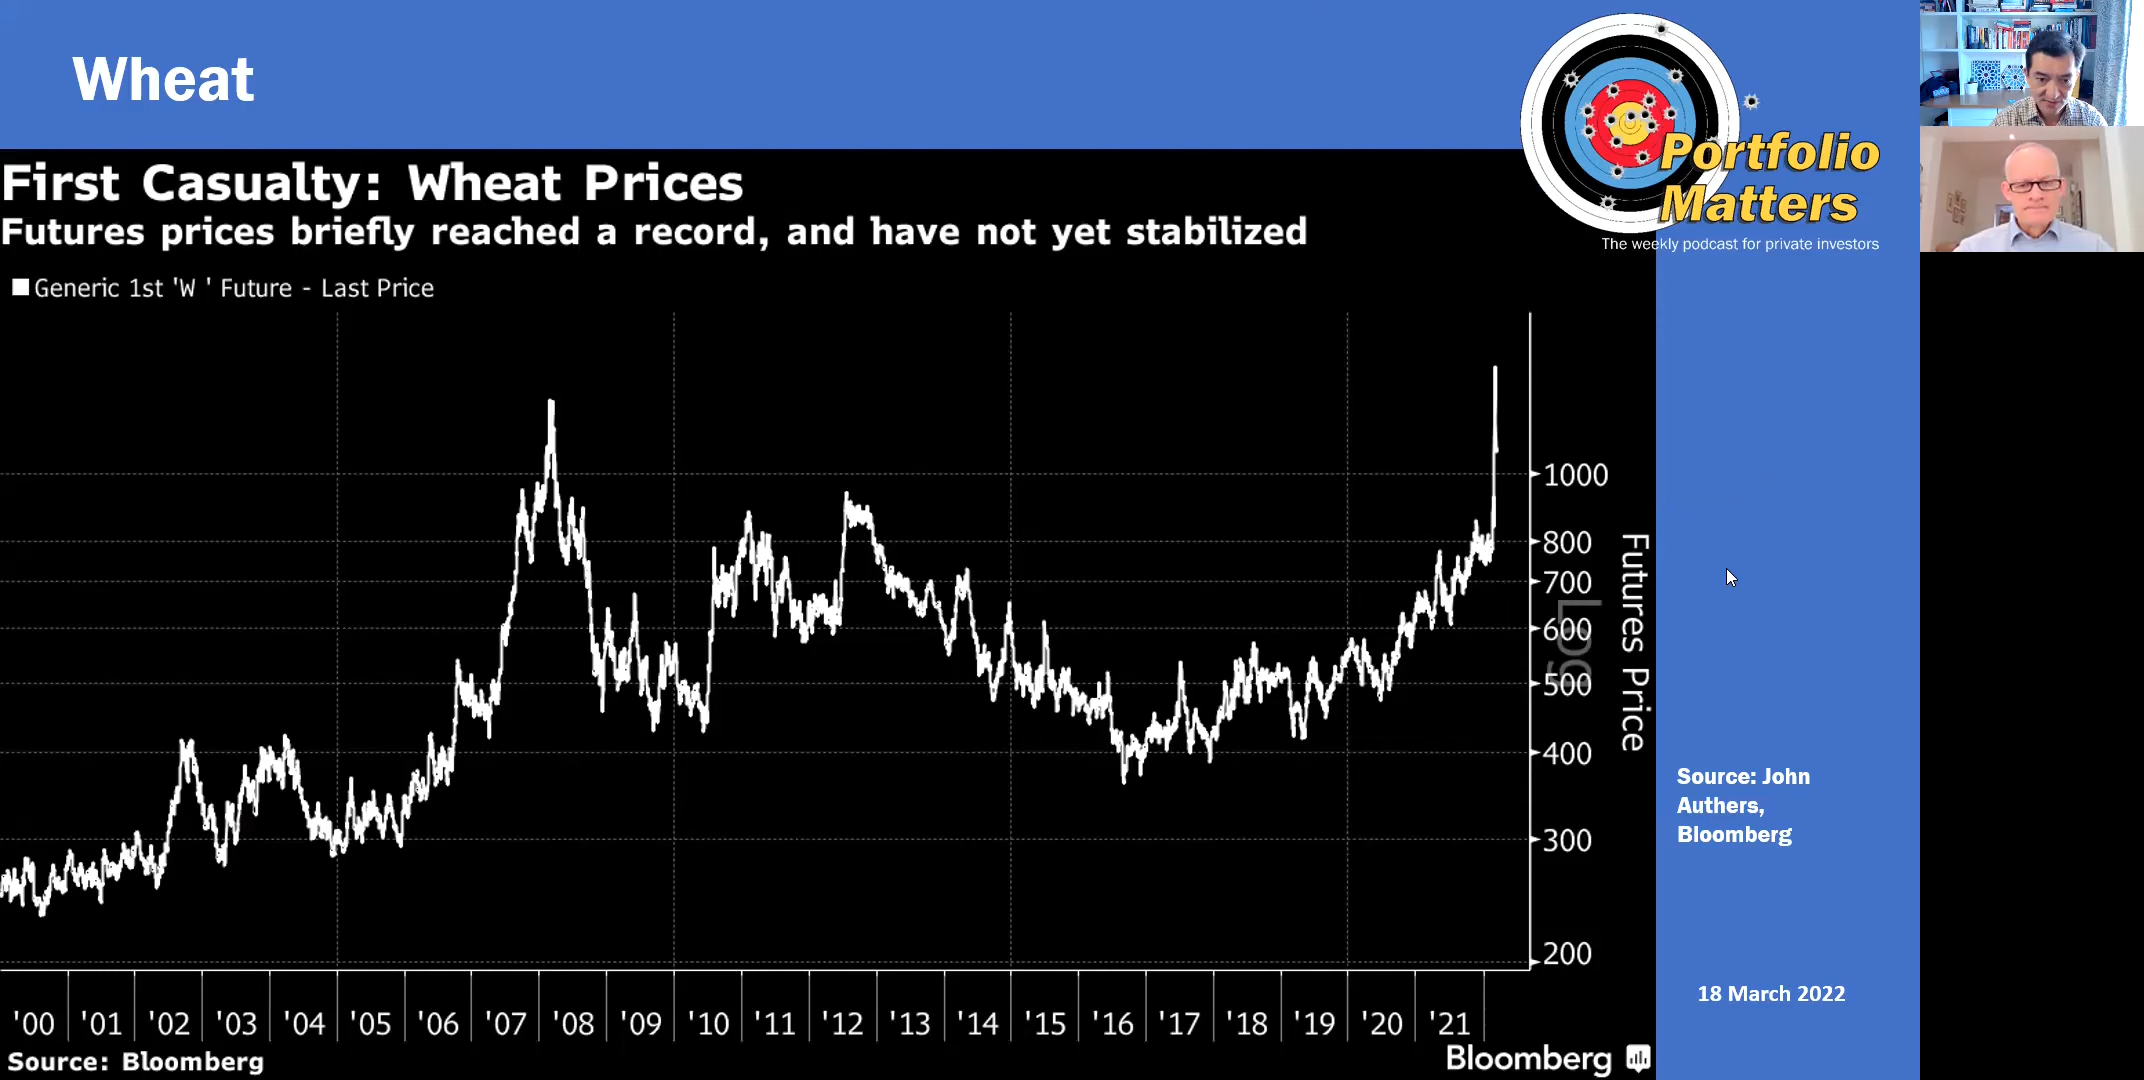 Wheat
Portfolio
Matters
The weekly podcast for private investors
First Casualty: Wheat Prices
Futures prices briefly reached a record, and have not yet stabilized
Generic 1st 'W ' Future - Last Price
1000
800
700
600
500
400
300
200
Log
Futures Price
'00 '01 '02 '03 '04 '05 '06 '07 '08 '09 '10 '11 '12 '13 '14 '15 '16 '17 '18 '19 '20 '21
Source: Bloomberg
Bloomberg
Source: John
Authers,
Bloomberg
18 March 2022